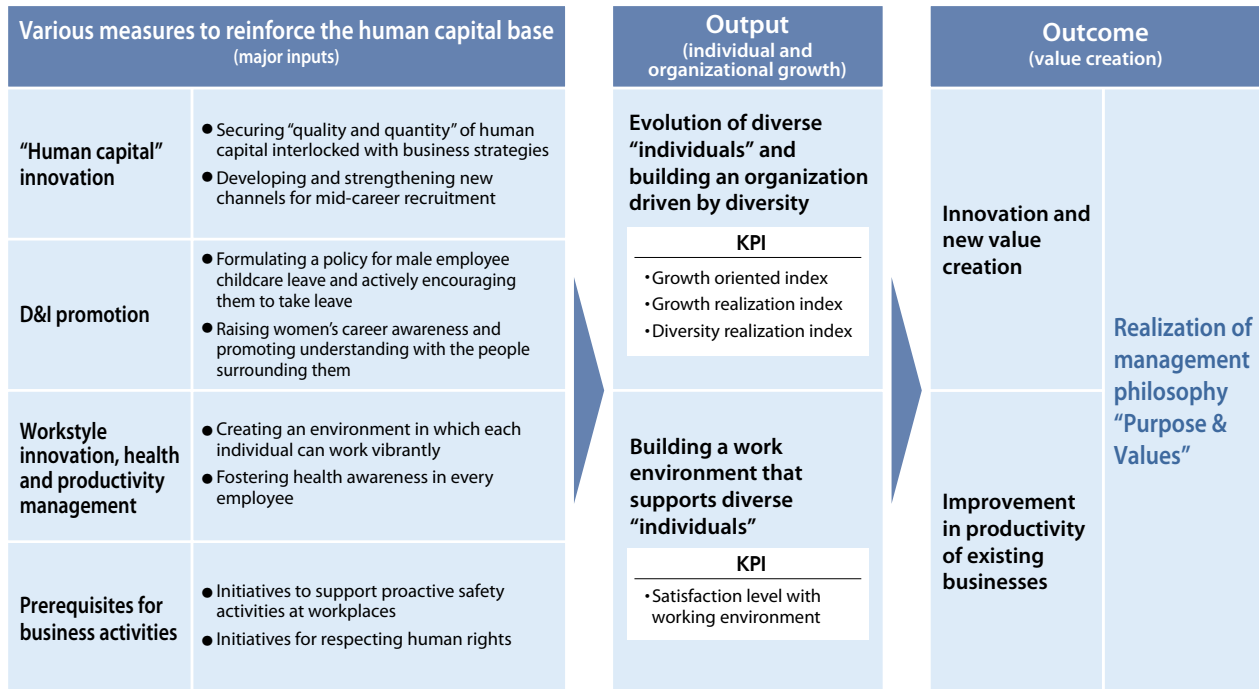 Various measures to reinforce the human capital base
(major inputs)
“Human capital”
innovation
● Securing “quality and quantity” of human
capital interlocked with business strategies
● Developing and strengthening new
channels for mid-career recruitment
D&I promotion
● Formulating a policy for male employee
childcare leave and actively encouraging
them to take leave
● Raising women’s career awareness and
promoting understanding with the people
surrounding them
Workstyle
innovation, health
and productivity
management
● Creating an environment in which each
individual can work vibrantly
● Fostering health awareness in every
employee
Prerequisites for
business activities
● Initiatives to support proactive safety
activities at workplaces
● Initiatives for respecting human rights
Output
(individual and
organizational growth)
Evolution of diverse
“individuals” and
building an organization
driven by diversity
KPI
・Growth oriented index
・Growth realization index
・Diversity realization index
Building a work
environment that
supports diverse
“individuals”
KPI
・Satisfaction level with
working environment
Outcome
(value creation)
Innovation and
new value
creation
Improvement
in productivity
of existing
businesses
Realization of
management
philosophy
“Purpose &
Values”